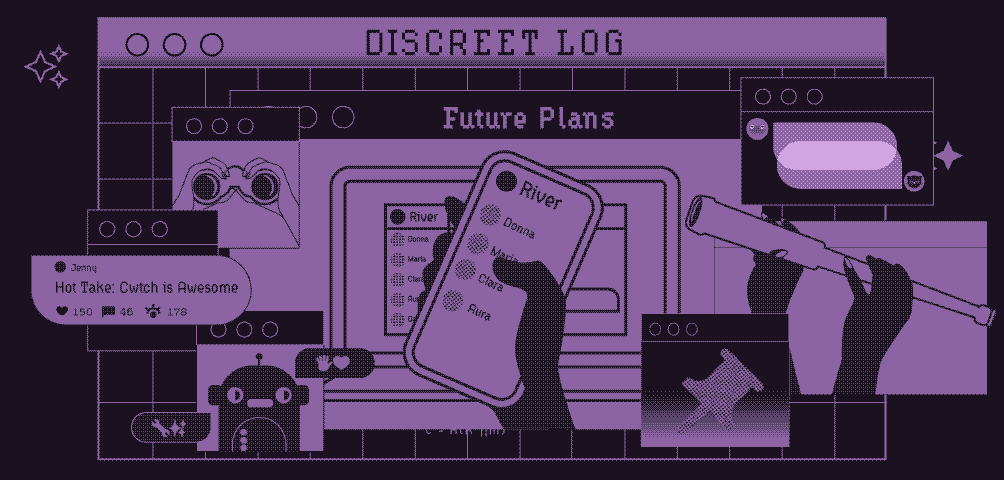 DISCREET LOG
Future Plans
River
Donna
Maria
Clara
Aura
River
Donna
Maria
Clara
Jenny
Hot Take: Cwtch is Awesome
150 46 178